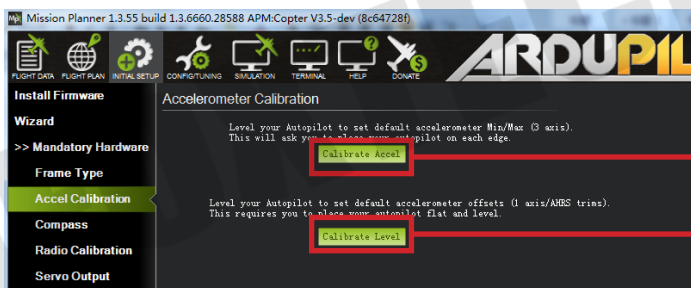 Mission Planner 1.3.55 build 1.3.6660.28588 APM:Copter V3.5-dev (8c64728f)
FLIGHT DATA FLIGHT PLAN INITIAL SETUP CONFIG/TUNING SIMULATION TERMINAL HELP DONATE
ARDUPIL
Install Firmware
Accelerometer Calibration
Wizard
>> Mandatory Hardware
Frame Type
Accel Calibration
Compass
Radio Calibration
Servo Output
Level your Autopilot to set default accelerometer Min/Max (3 axis).
This will ask you to place your autopilot on each edge.
Calibrate Accel
Level your Autopilot to set default accelerometer offsets (1 axis/AHRS trims).
This requires you to place your autopilot flat and level.
Calibrate Level